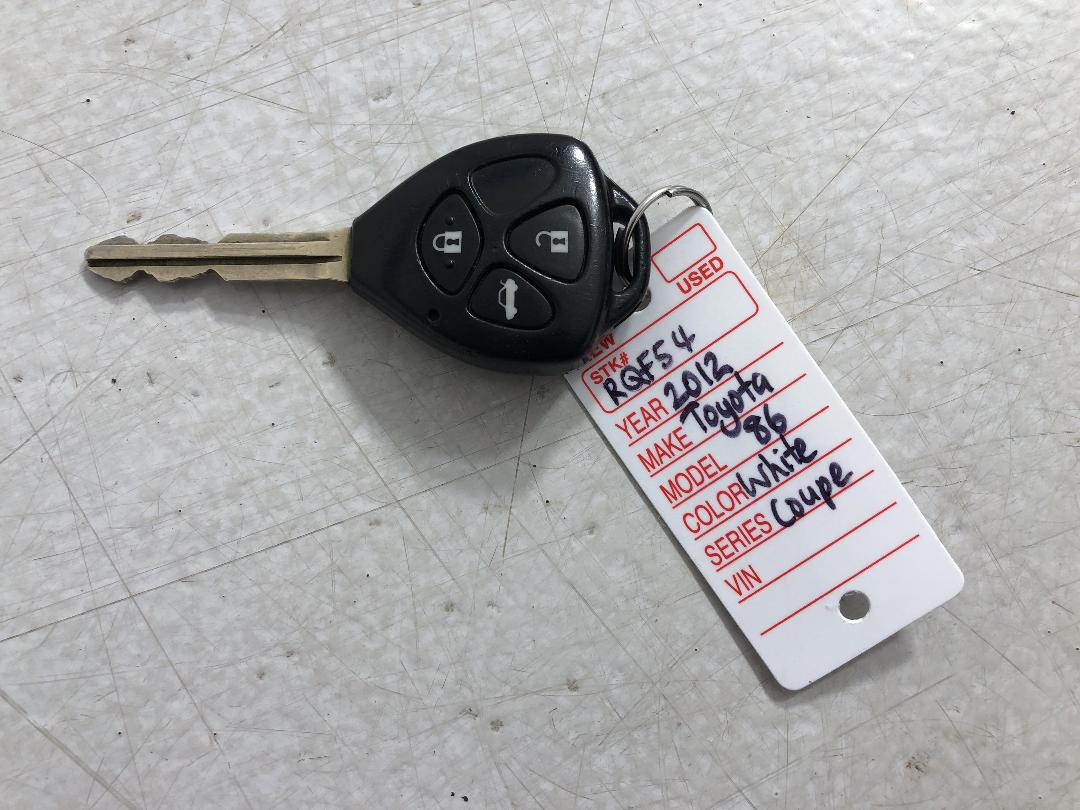 USED
STK#
RQF54
YEAR 2012
MAKE Toyota
MODEL 86
COLOR White
SERIES Coupe
VIN